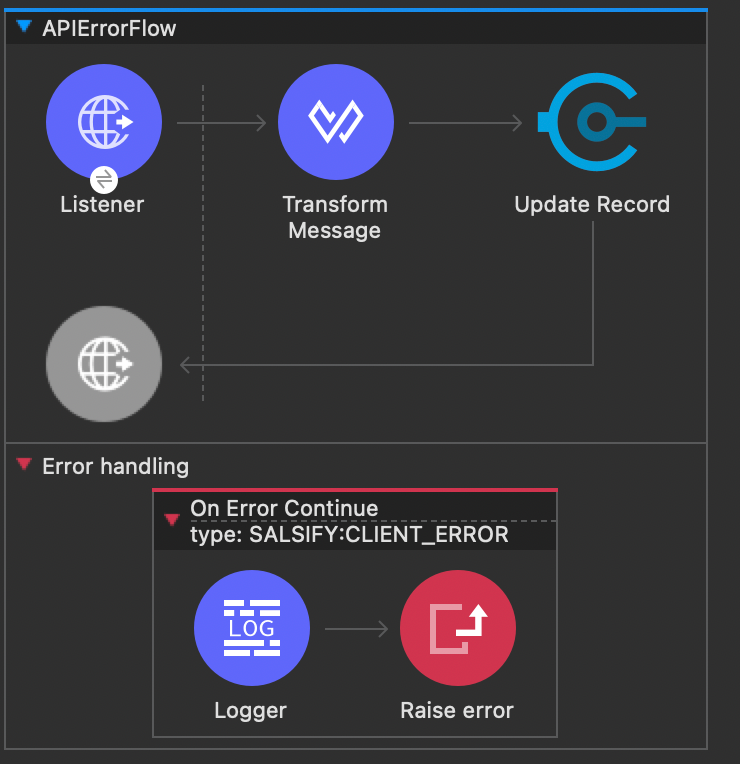 APIErrorFlow
Listener
Transform
Message
Update Record
Error handling
On Error Continue
type: SALSIFY:CLIENT_ERROR
LOG
Logger
Raise error